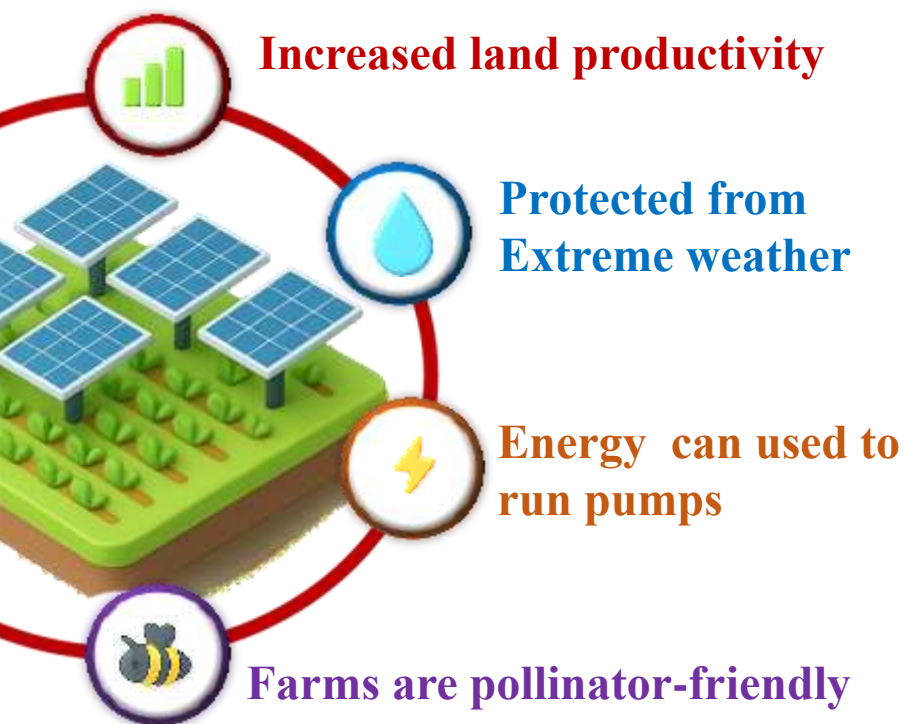 Increased land productivity
Protected from
Extreme weather
Energy  can used to
run pumps
Farms are pollinator-friendly